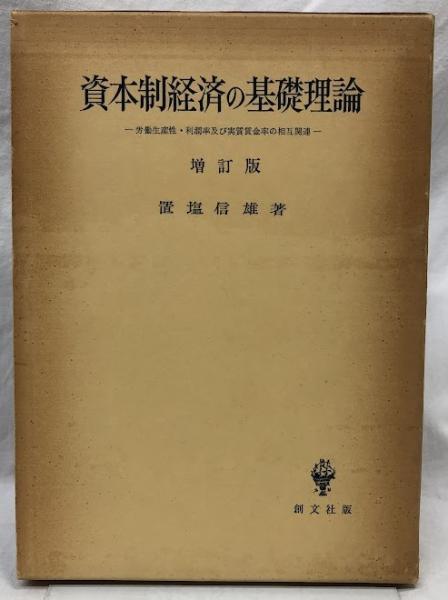 資本制経済の基礎理論
―労働生産性・利潤率及び実質賃金率の相互関連―
増訂版
置塩信雄著
創文社版